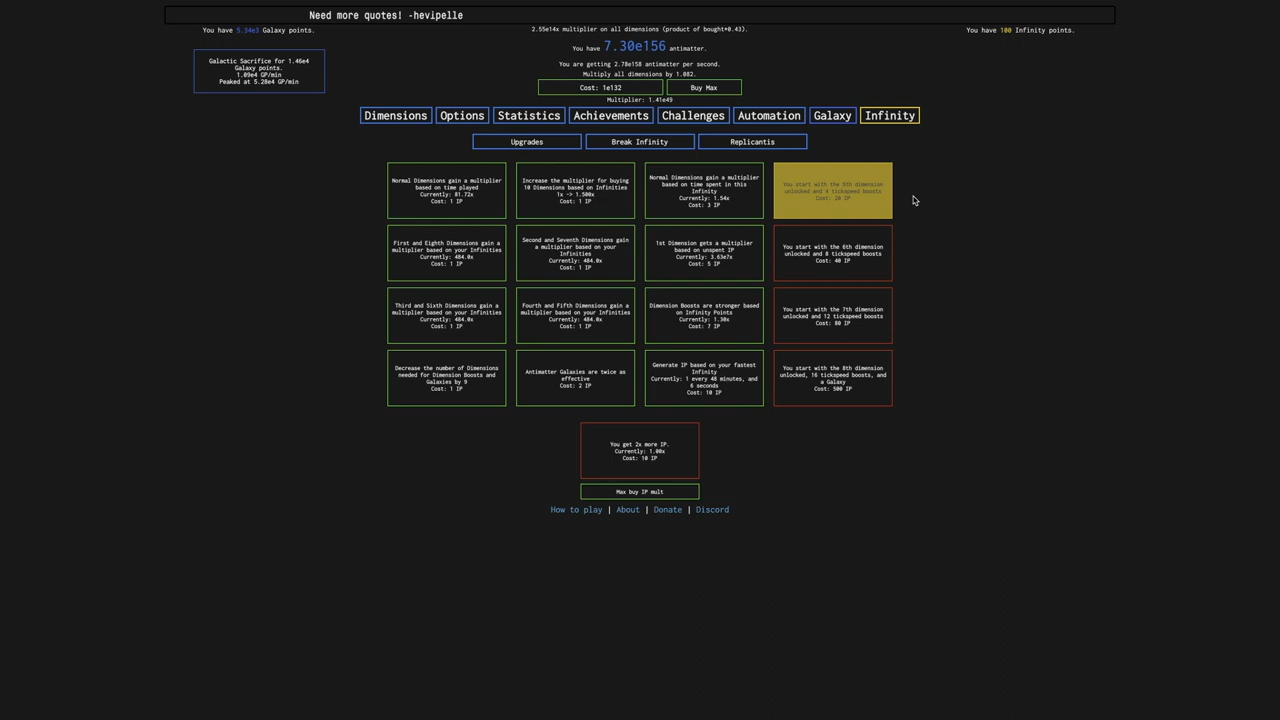 Need more quotes! -hevipelle
You have 5.34e3 Galaxy points.
2.55e14x multiplier on all dimensions (product of bought*0.43).
You have 100 Infinity points.
You have 7.30e156 antimatter.
Galactic Sacrifice for 1.46e4
Galaxy points.
1.09e4 GP/min
Peaked at 5.28e4 GP/min
You are getting 2.78e158 antimatter per second.
Multiply all dimensions by 1.082.
Cost: 1e132
Buy Max
Multiplier: 1.41e49
Dimensions
Options
Statistics
Achievements
Challenges
Automation
Galaxy
Infinity
Upgrades
Break Infinity
Replicantis
Normal Dimensions gain a multiplier
based on time played
Currently: 81.72x
Cost: 1 IP
Increase the multiplier for buying
10 Dimensions based on Infinities
1x -> 1.500x
Cost: 1 IP
Normal Dimensions gain a multiplier
based on time spent in this
Infinity
Currently: 1.54x
Cost: 3 IP
You start with the 5th dimension
unlocked and 4 tickspeed boosts
Cost: 20 IP
First and Eighth Dimensions gain a
multiplier based on your Infinities
Currently: 484.0x
Cost: 1 IP
Second and Seventh Dimensions gain
a multiplier based on your
Infinities
Currently: 484.0x
Cost: 1 IP
1st Dimension gets a multiplier
based on unspent IP
Currently: 3.63e7x
Cost: 5 IP
You start with the 6th dimension
unlocked and 8 tickspeed boosts
Cost: 40 IP
Third and Sixth Dimensions gain a
multiplier based on your Infinities
Currently: 484.0x
Cost: 1 IP
Fourth and Fifth Dimensions gain a
multiplier based on your Infinities
Currently: 484.0x
Cost: 1 IP
Dimension Boosts are stronger based
on Infinity Points
Currently: 1.30x
Cost: 7 IP
You start with the 7th dimension
unlocked and 12 tickspeed boosts
Cost: 80 IP
Decrease the number of Dimensions
needed for Dimension Boosts and
Galaxies by 9
Cost: 1 IP
Antimatter Galaxies are twice as
effective
Cost: 2 IP
Generate IP based on your fastest
Infinity
Currently: 1 every 48 minutes, and
6 seconds
Cost: 10 IP
You start with the 8th dimension
unlocked, 16 tickspeed boosts, and
a Galaxy
Cost: 500 IP
You get 2x more IP.
Currently: 1.00x
Cost: 10 IP
Max buy IP mult
How to play | About | Donate | Discord